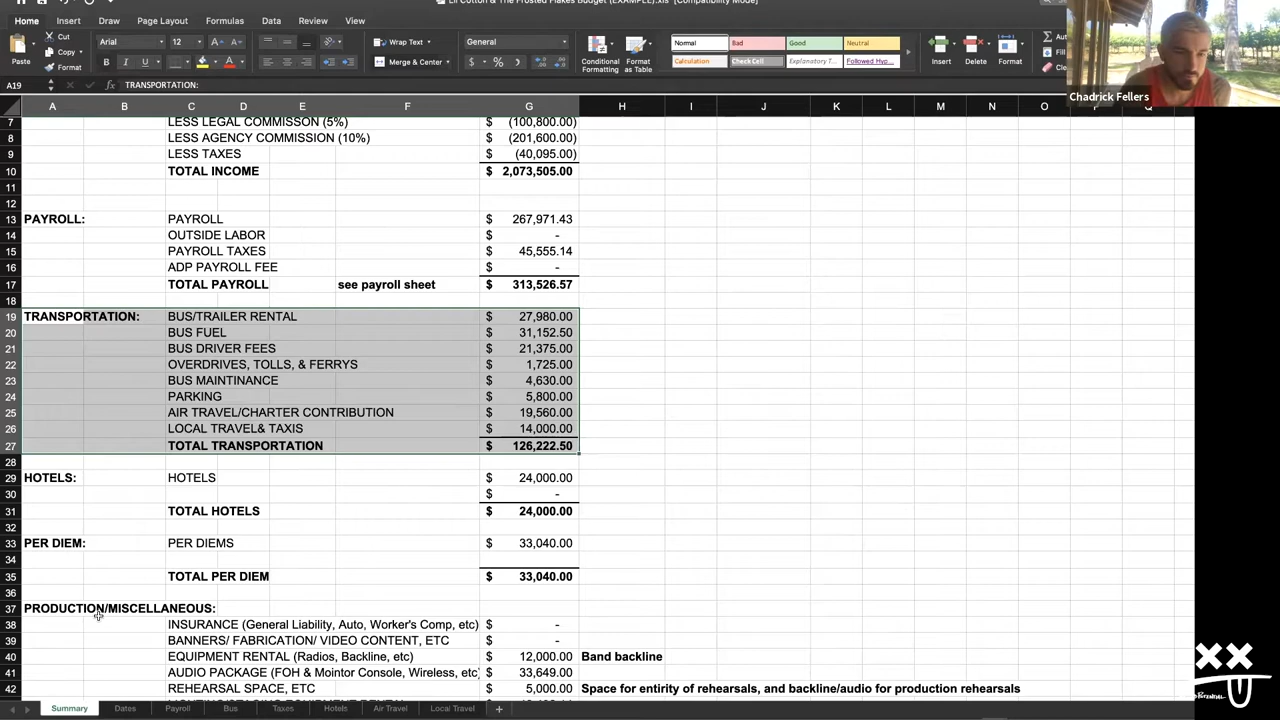 Lil Cotton & The Frosted Flakes Budget (EXAMPLE).xls [Compatibility Mode]
Home Insert Draw Page Layout Formulas Data Review View
Paste Cut Copy Format Arial 12 Wrap Text Merge & Center General Conditional Formatting Format as Table Normal Bad Good Neutral Calculation Check Cell Explanatory T... Followed Hyp... Insert Delete Format
Chadrick Fellers
A19 fx TRANSPORTATION:
A B C D E F G H I J K L M N O P Q
7 LESS LEGAL COMMISSON (5%) $ (100,800.00)
8 LESS AGENCY COMMISSION (10%) $ (201,600.00)
9 LESS TAXES $ (40,095.00)
10 TOTAL INCOME $ 2,073,505.00
11
12
13 PAYROLL: PAYROLL $ 267,971.43
14 OUTSIDE LABOR $ -
15 PAYROLL TAXES $ 45,555.14
16 ADP PAYROLL FEE $ -
17 TOTAL PAYROLL see payroll sheet $ 313,526.57
18
19 TRANSPORTATION: BUS/TRAILER RENTAL $ 27,980.00
20 BUS FUEL $ 31,152.50
21 BUS DRIVER FEES $ 21,375.00
22 OVERDRIVES, TOLLS, & FERRYS $ 1,725.00
23 BUS MAINTINANCE $ 4,630.00
24 PARKING $ 5,800.00
25 AIR TRAVEL/CHARTER CONTRIBUTION $ 19,560.00
26 LOCAL TRAVEL& TAXIS $ 14,000.00
27 TOTAL TRANSPORTATION $ 126,222.50
28
29 HOTELS: HOTELS $ 24,000.00
30 $ -
31 TOTAL HOTELS $ 24,000.00
32
33 PER DIEM: PER DIEMS $ 33,040.00
34
35 TOTAL PER DIEM $ 33,040.00
36
37 PRODUCTION/MISCELLANEOUS:
38 INSURANCE (General Liability, Auto, Worker's Comp, etc) $ -
39 BANNERS/ FABRICATION/ VIDEO CONTENT, ETC $ -
40 EQUIPMENT RENTAL (Radios, Backline, etc) $ 12,000.00 Band backline
41 AUDIO PACKAGE (FOH & Mointor Console, Wireless, etc) $ 33,649.00
42 REHEARSAL SPACE, ETC $ 5,000.00 Space for entirity of rehearsals, and backline/audio for production rehearsals
Summary Dates Payroll Bus Taxes Hotels Air Travel Local Travel +